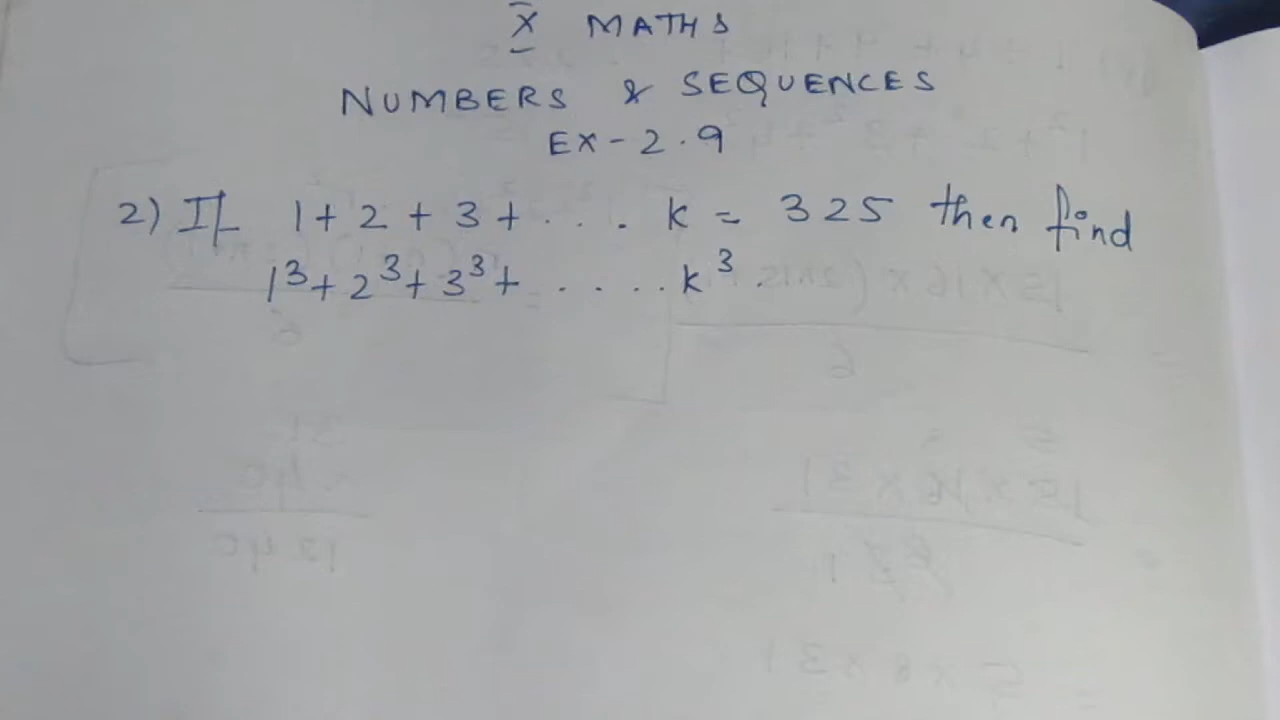 X MATHS
NUMBERS & SEQUENCES
EX-2.9
2) If 1 + 2 + 3 + . . . . k = 325 then find
1³ + 2³ + 3³ + . . . . . k³.